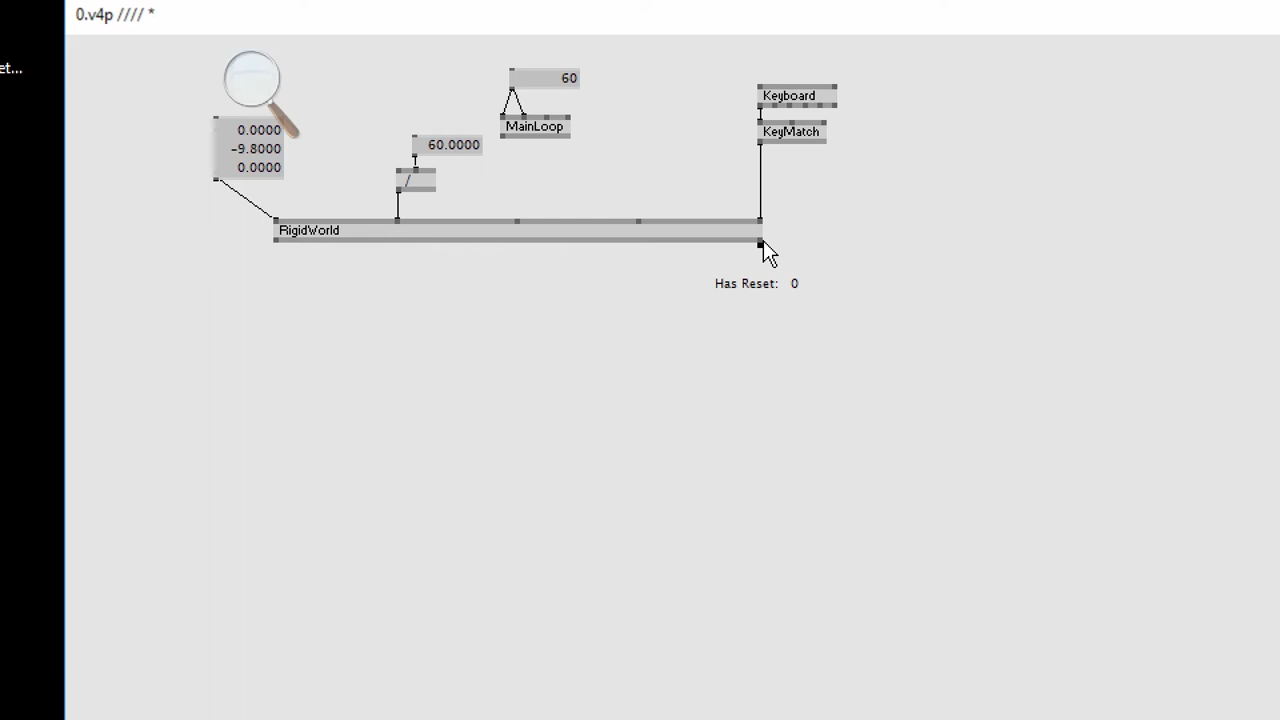 0.v4p //// *
et...
60
Keyboard
0.0000
-9.8000
0.0000
MainLoop
KeyMatch
60.0000
/
RigidWorld
Has Reset: 0